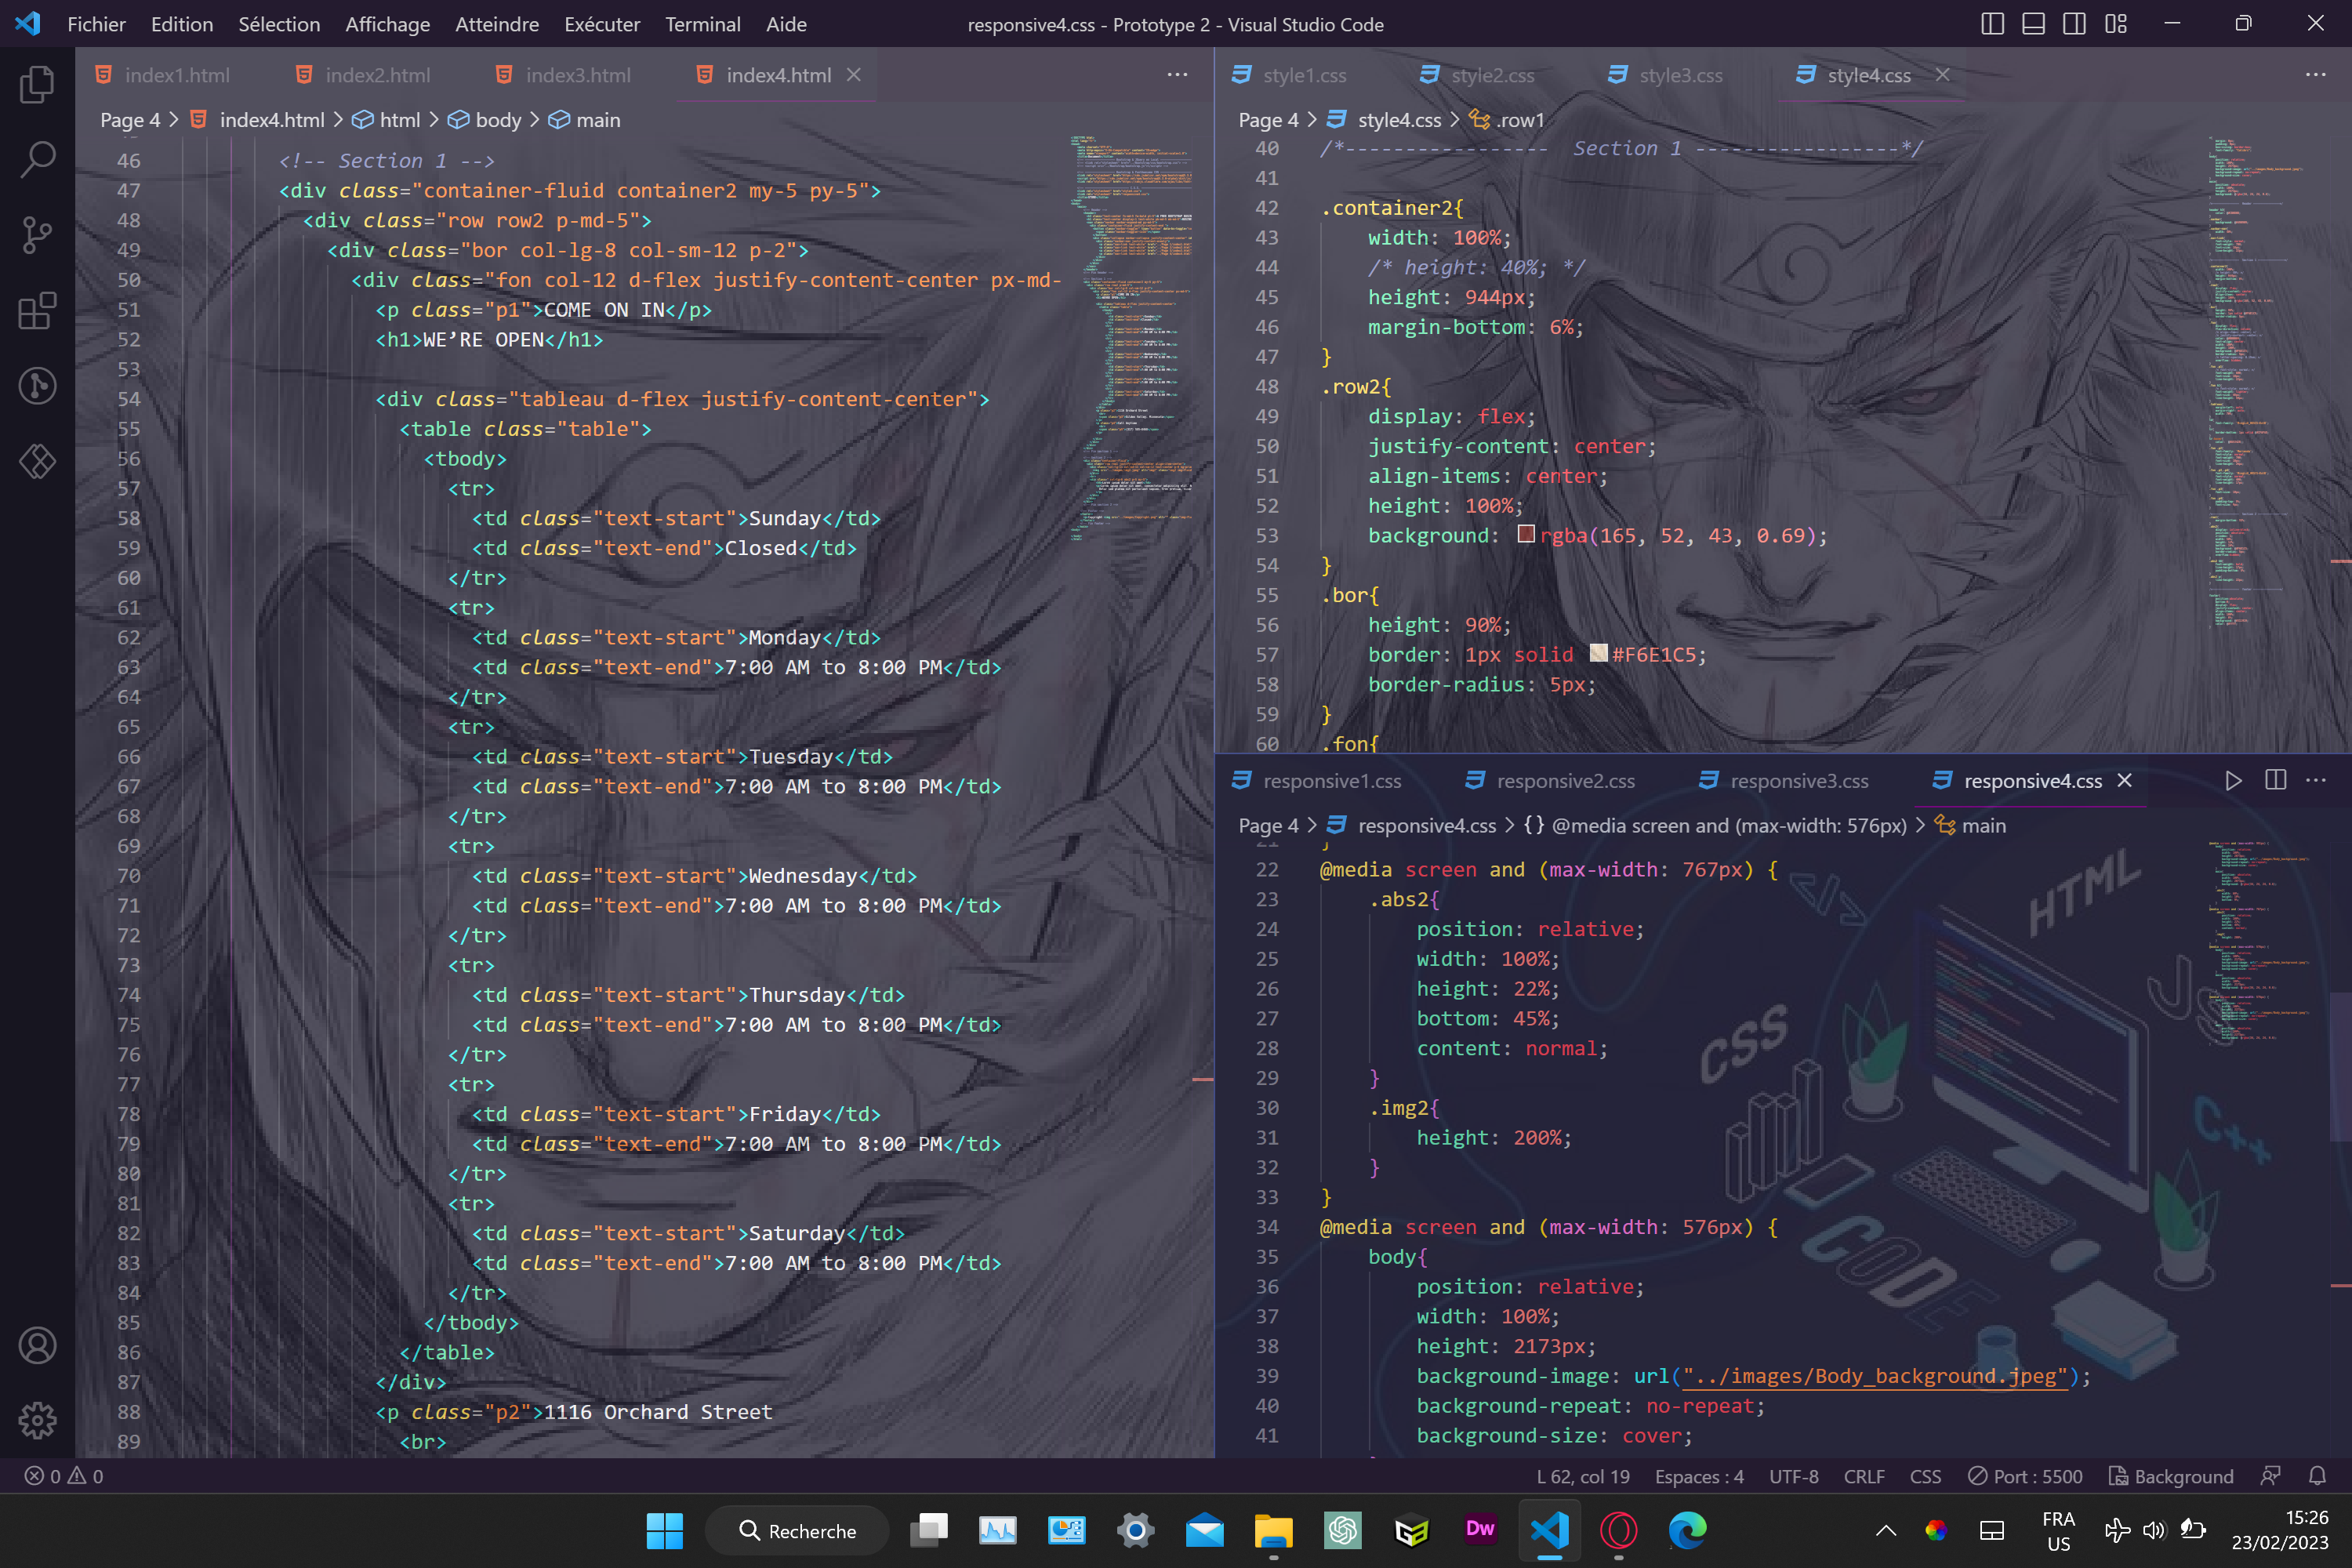 Fichier Edition Sélection Affichage Atteindre Exécuter Terminal Aide
responsive4.css - Prototype 2 - Visual Studio Code
index1.html index2.html index3.html index4.html
Page 4 > index4.html > html > body > main
46 <!-- Section 1 -->
47 <div class="container-fluid container2 my-5 py-5">
48 <div class="row row2 p-md-5">
49 <div class="bor col-lg-8 col-sm-12 p-2">
50 <div class="fon col-12 d-flex justify-content-center px-md-
51 <p class="p1">COME ON IN</p>
52 <h1>WE’RE OPEN</h1>
53
54 <div class="tableau d-flex justify-content-center">
55 <table class="table">
56 <tbody>
57 <tr>
58 <td class="text-start">Sunday</td>
59 <td class="text-end">Closed</td>
60 </tr>
61 <tr>
62 <td class="text-start">Monday</td>
63 <td class="text-end">7:00 AM to 8:00 PM</td>
64 </tr>
65 <tr>
66 <td class="text-start">Tuesday</td>
67 <td class="text-end">7:00 AM to 8:00 PM</td>
68 </tr>
69 <tr>
70 <td class="text-start">Wednesday</td>
71 <td class="text-end">7:00 AM to 8:00 PM</td>
72 </tr>
73 <tr>
74 <td class="text-start">Thursday</td>
75 <td class="text-end">7:00 AM to 8:00 PM</td>
76 </tr>
77 <tr>
78 <td class="text-start">Friday</td>
79 <td class="text-end">7:00 AM to 8:00 PM</td>
80 </tr>
81 <tr>
82 <td class="text-start">Saturday</td>
83 <td class="text-end">7:00 AM to 8:00 PM</td>
84 </tr>
85 </tbody>
86 </table>
87 </div>
88 <p class="p2">1116 Orchard Street
89 <br>
style1.css style2.css style3.css style4.css
Page 4 > style4.css > .row1
40 /*----------------- Section 1 -----------------*/
41
42 .container2{
43 width: 100%;
44 /* height: 40%; */
45 height: 944px;
46 margin-bottom: 6%;
47 }
48 .row2{
49 display: flex;
50 justify-content: center;
51 align-items: center;
52 height: 100%;
53 background: rgba(165, 52, 43, 0.69);
54 }
55 .bor{
56 height: 90%;
57 border: 1px solid #F6E1C5;
58 border-radius: 5px;
59 }
60 .fon{
responsive1.css responsive2.css responsive3.css responsive4.css
Page 4 > responsive4.css > {} @media screen and (max-width: 576px) > main
21 }
22 @media screen and (max-width: 767px) {
23 .abs2{
24 position: relative;
25 width: 100%;
26 height: 22%;
27 bottom: 45%;
28 content: normal;
29 }
30 .img2{
31 height: 200%;
32 }
33 }
34 @media screen and (max-width: 576px) {
35 body{
36 position: relative;
37 width: 100%;
38 height: 2173px;
39 background-image: url("../images/Body_background.jpeg");
40 background-repeat: no-repeat;
41 background-size: cover;
HTML
</>
JS
CSS
C++
CODE
0 0
L 62, col 19 Espaces : 4 UTF-8 CRLF CSS Port : 5500 Background
Recherche
Dw
FRA
US
15:26
23/02/2023